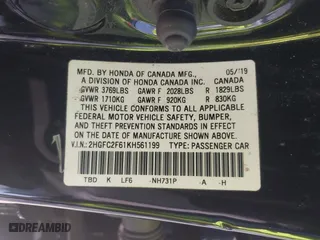 MFD. BY HONDA OF CANADA MFG., 05/19
A DIVISION OF HONDA CANADA INC. CANADA
GVWR 3769LBS GAWR F 2028LBS R 1829LBS
GVWR 1710KG GAWR F 920KG R 830KG
THIS VEHICLE CONFORMS TO ALL APPLICABLE
FEDERAL MOTOR VEHICLE SAFETY, BUMPER,
AND THEFT PREVENTION STANDARDS IN EFFECT ON THE
DATE OF MANUFACTURE SHOWN ABOVE.
V.I.N.: 2HGFC2F61KH561199 TYPE: PASSENGER CAR
TBD K LF6 -NH731P -A -H